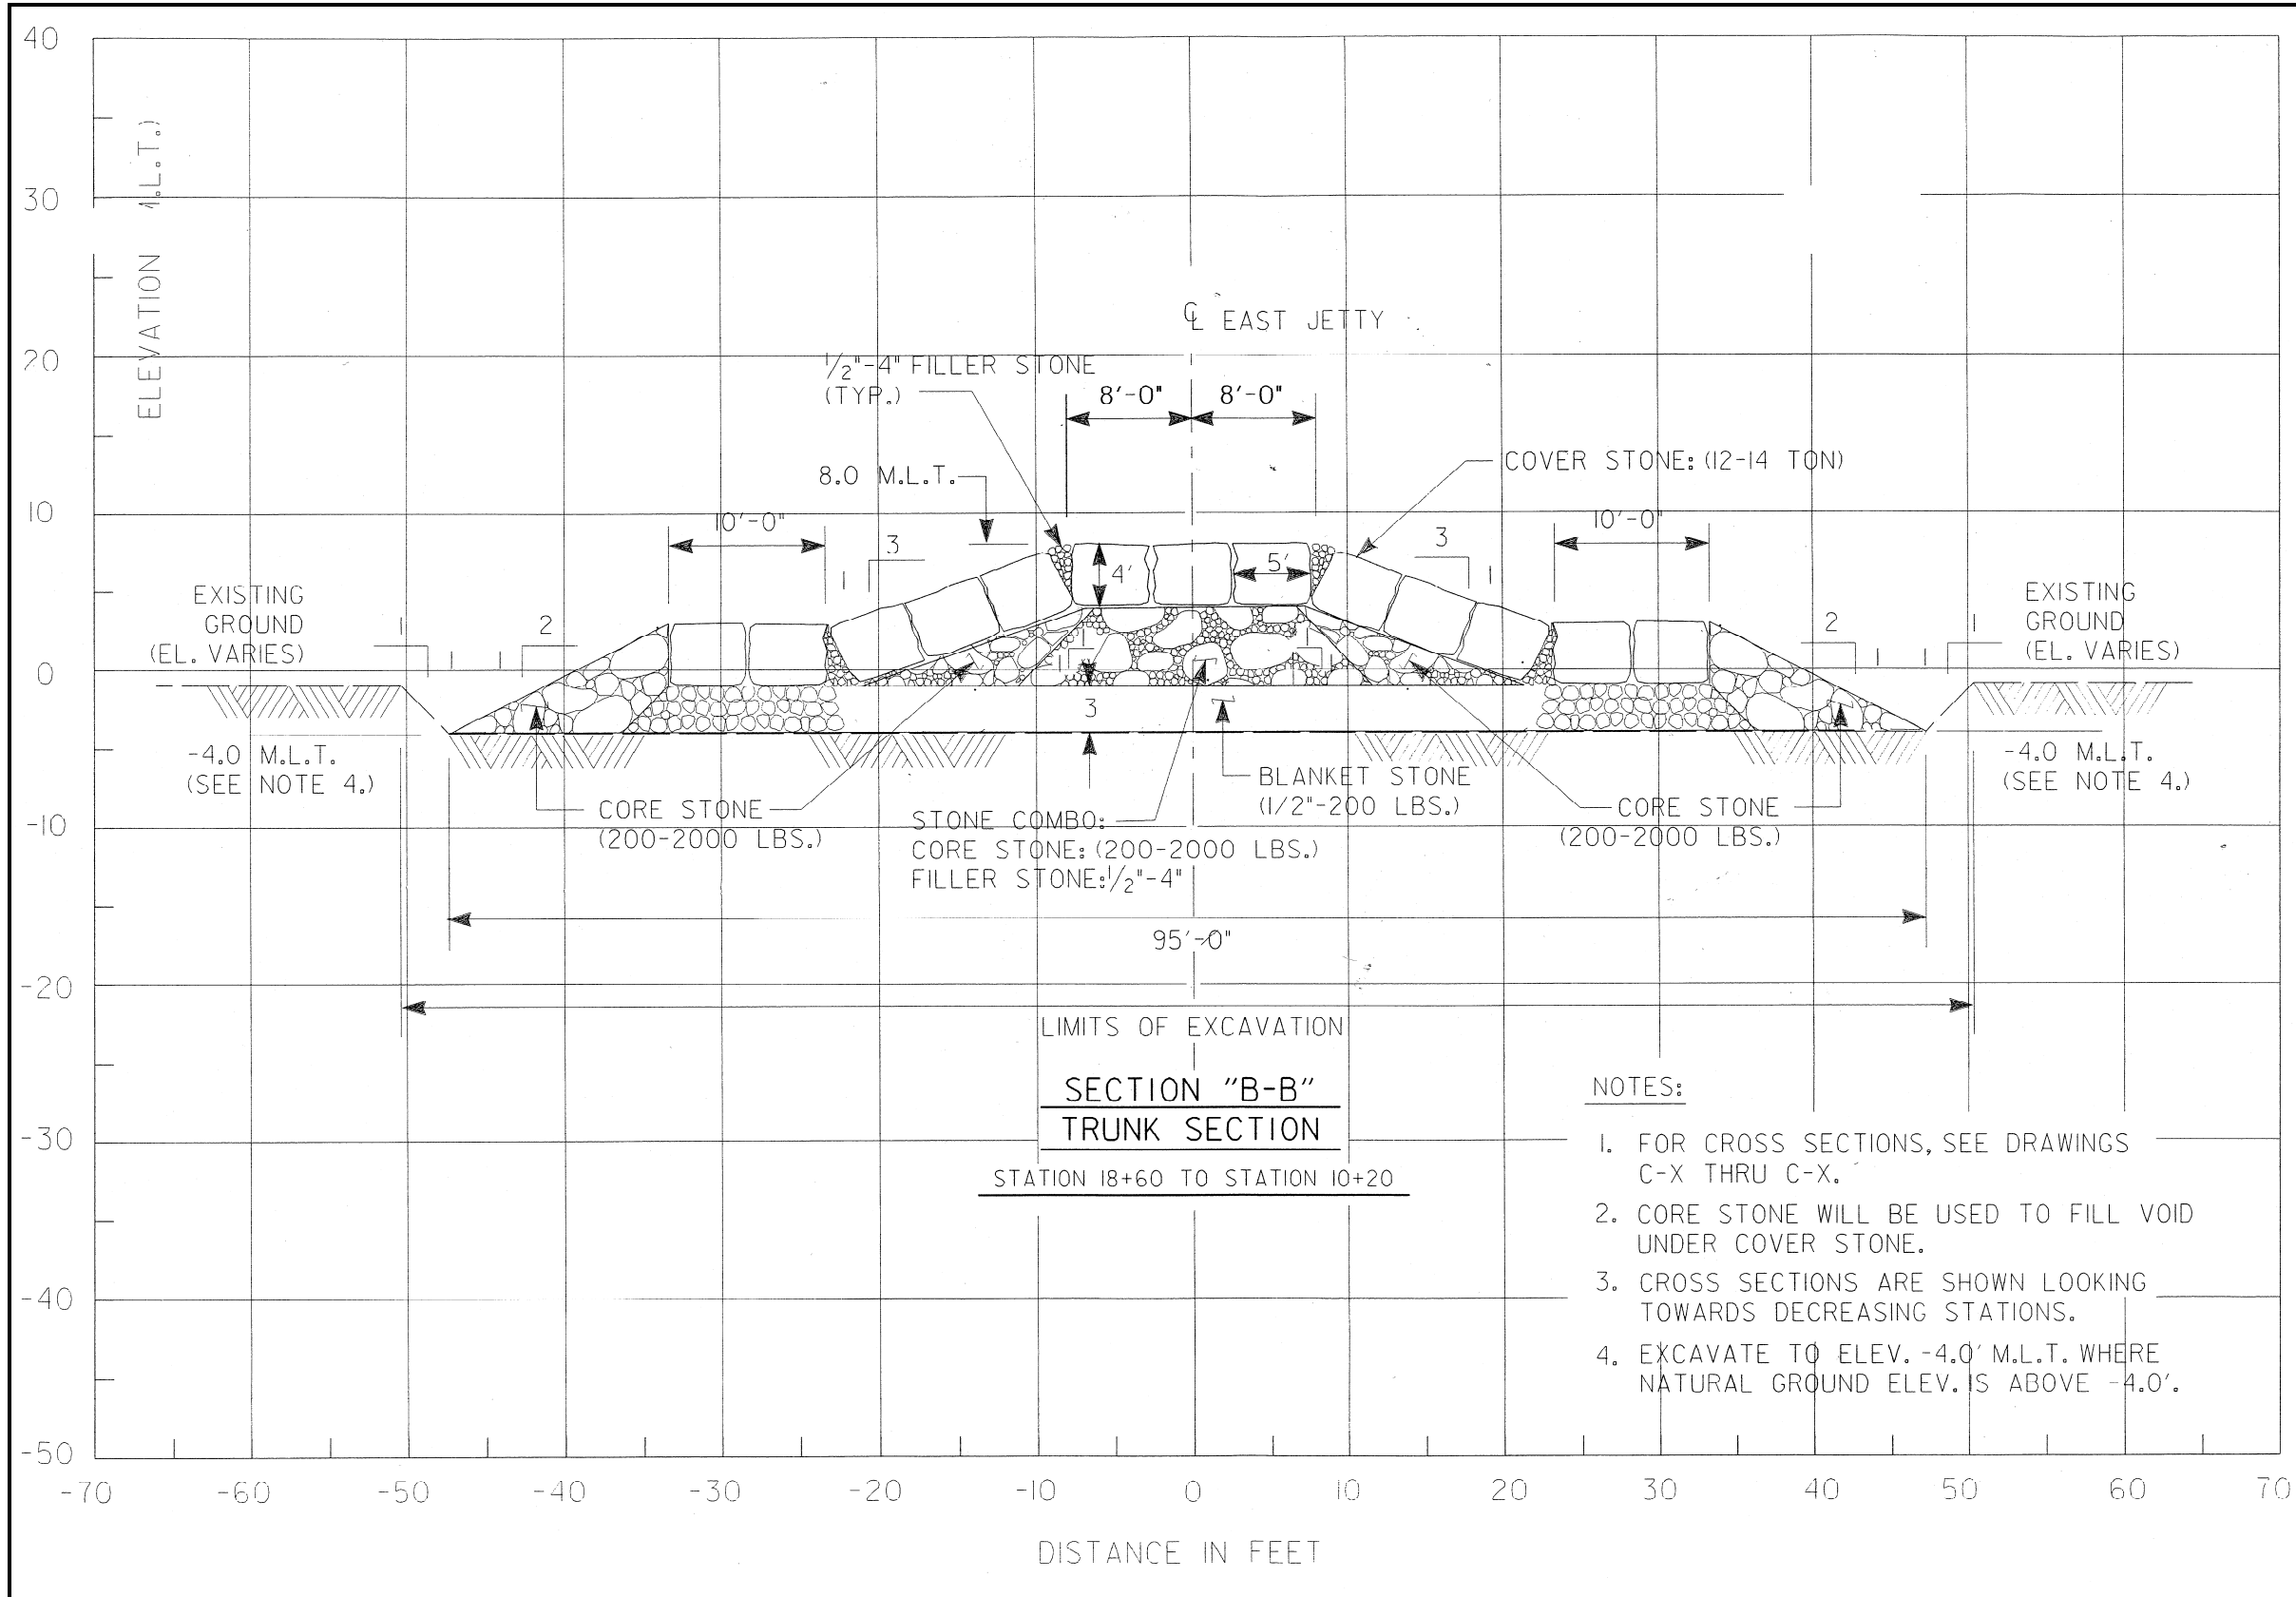 40
30
20
10
0
-10
-20
-30
-40
-50
ELEVATION M.L.T.)
℄ EAST JETTY
1/2"-4" FILLER STONE
(TYP.)
8'-0"
8'-0"
COVER STONE: (12-14 TON)
8.0 M.L.T.
10'-0"
10'-0"
3
3
1
1
4'
5'
EXISTING
GROUND
(EL. VARIES)
1
2
1
1
EXISTING
GROUND
(EL. VARIES)
1
2
1
1
3
-4.0 M.L.T.
(SEE NOTE 4.)
-4.0 M.L.T.
(SEE NOTE 4.)
CORE STONE
(200-2000 LBS.)
BLANKET STONE
(1/2"-200 LBS.)
CORE STONE
(200-2000 LBS.)
STONE COMBO:
CORE STONE: (200-2000 LBS.)
FILLER STONE: 1/2"-4"
95'-0"
LIMITS OF EXCAVATION
SECTION "B-B"
TRUNK SECTION
STATION 18+60 TO STATION 10+20
NOTES:
1. FOR CROSS SECTIONS, SEE DRAWINGS
C-X THRU C-X.
2. CORE STONE WILL BE USED TO FILL VOID
UNDER COVER STONE.
3. CROSS SECTIONS ARE SHOWN LOOKING
TOWARDS DECREASING STATIONS.
4. EXCAVATE TO ELEV. -4.0' M.L.T. WHERE
NATURAL GROUND ELEV. IS ABOVE -4.0'.
-70 -60 -50 -40 -30 -20 -10 0 10 20 30 40 50 60 70
DISTANCE IN FEET